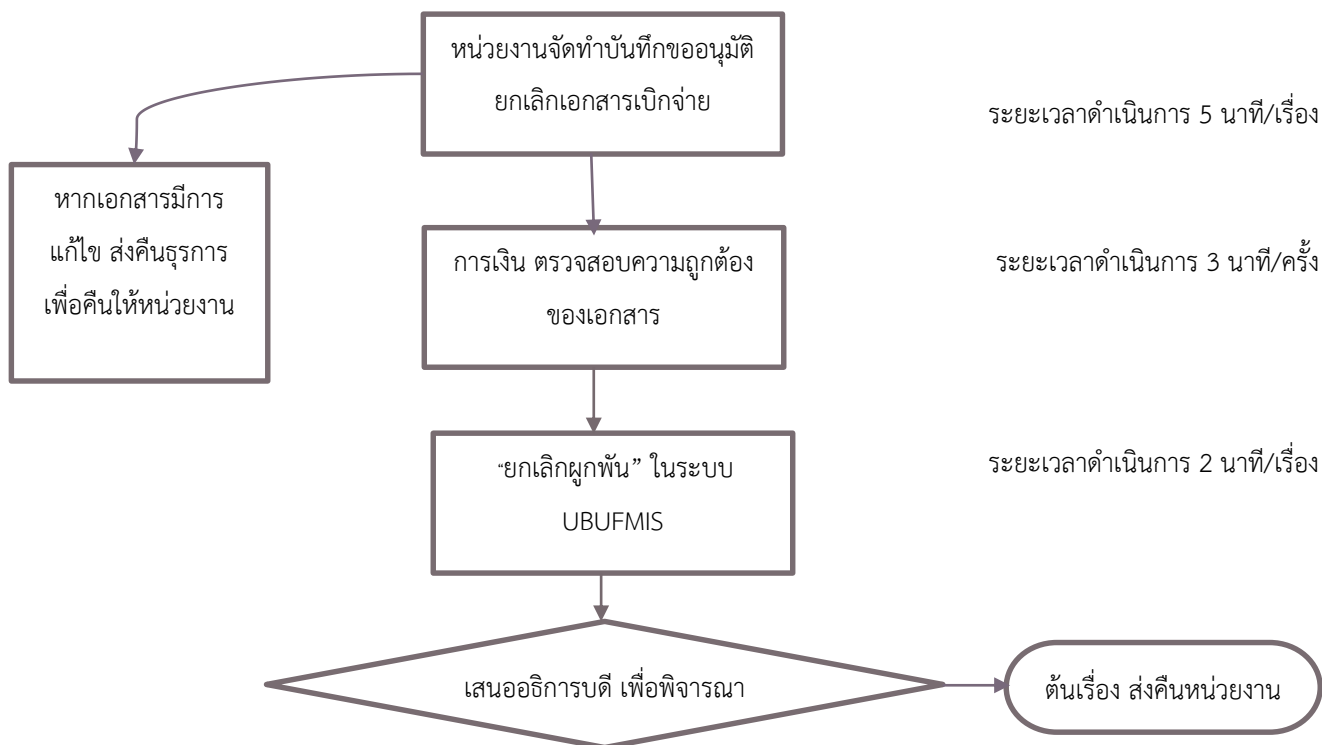 หน่วยงานจัดทำบันทึกขออนุมัติ
ยกเลิกเอกสารเบิกจ่าย
ระยะเวลาดำเนินการ 5 นาที/เรื่อง
หากเอกสารมีการ
แก้ไข ส่งคืนธุรการ
เพื่อคืนให้หน่วยงาน
การเงิน ตรวจสอบความถูกต้อง
ของเอกสาร
ระยะเวลาดำเนินการ 3 นาที/ครั้ง
“ยกเลิกผูกพัน” ในระบบ
UBUFMIS
ระยะเวลาดำเนินการ 2 นาที/เรื่อง
เสนออธิการบดี เพื่อพิจารณา
ต้นเรื่อง ส่งคืนหน่วยงาน